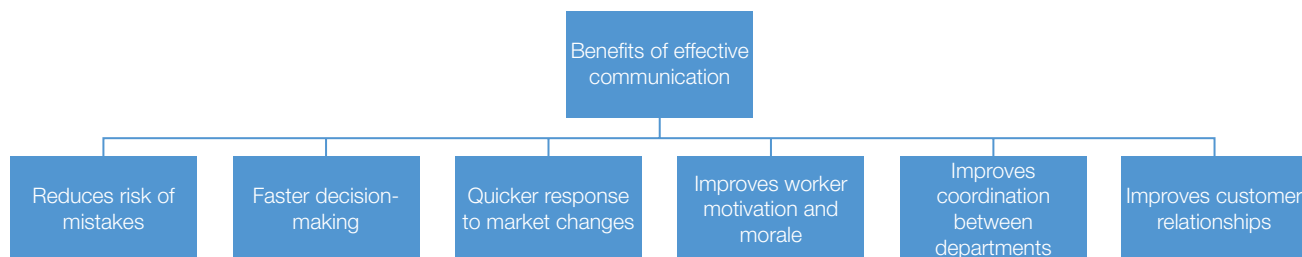 Benefits of effective
communication
Reduces risk of
mistakes
Faster decision-
making
Quicker response
to market changes
Improves worker
motivation and
morale
Improves
coordination
between
departments
Improves customer
relationships